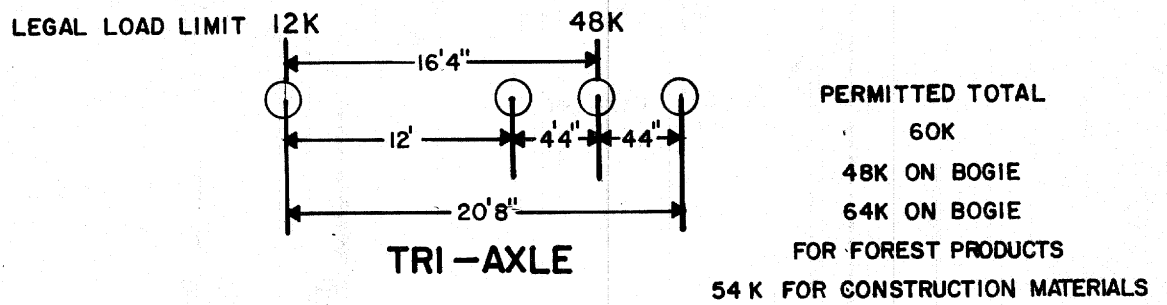 LEGAL LOAD LIMIT 12K 48K
16'4"
PERMITTED TOTAL
60K
12' 4'4" 44"
48K ON BOGIE
64K ON BOGIE
20'8"
TRI-AXLE
FOR FOREST PRODUCTS
54K FOR CONSTRUCTION MATERIALS